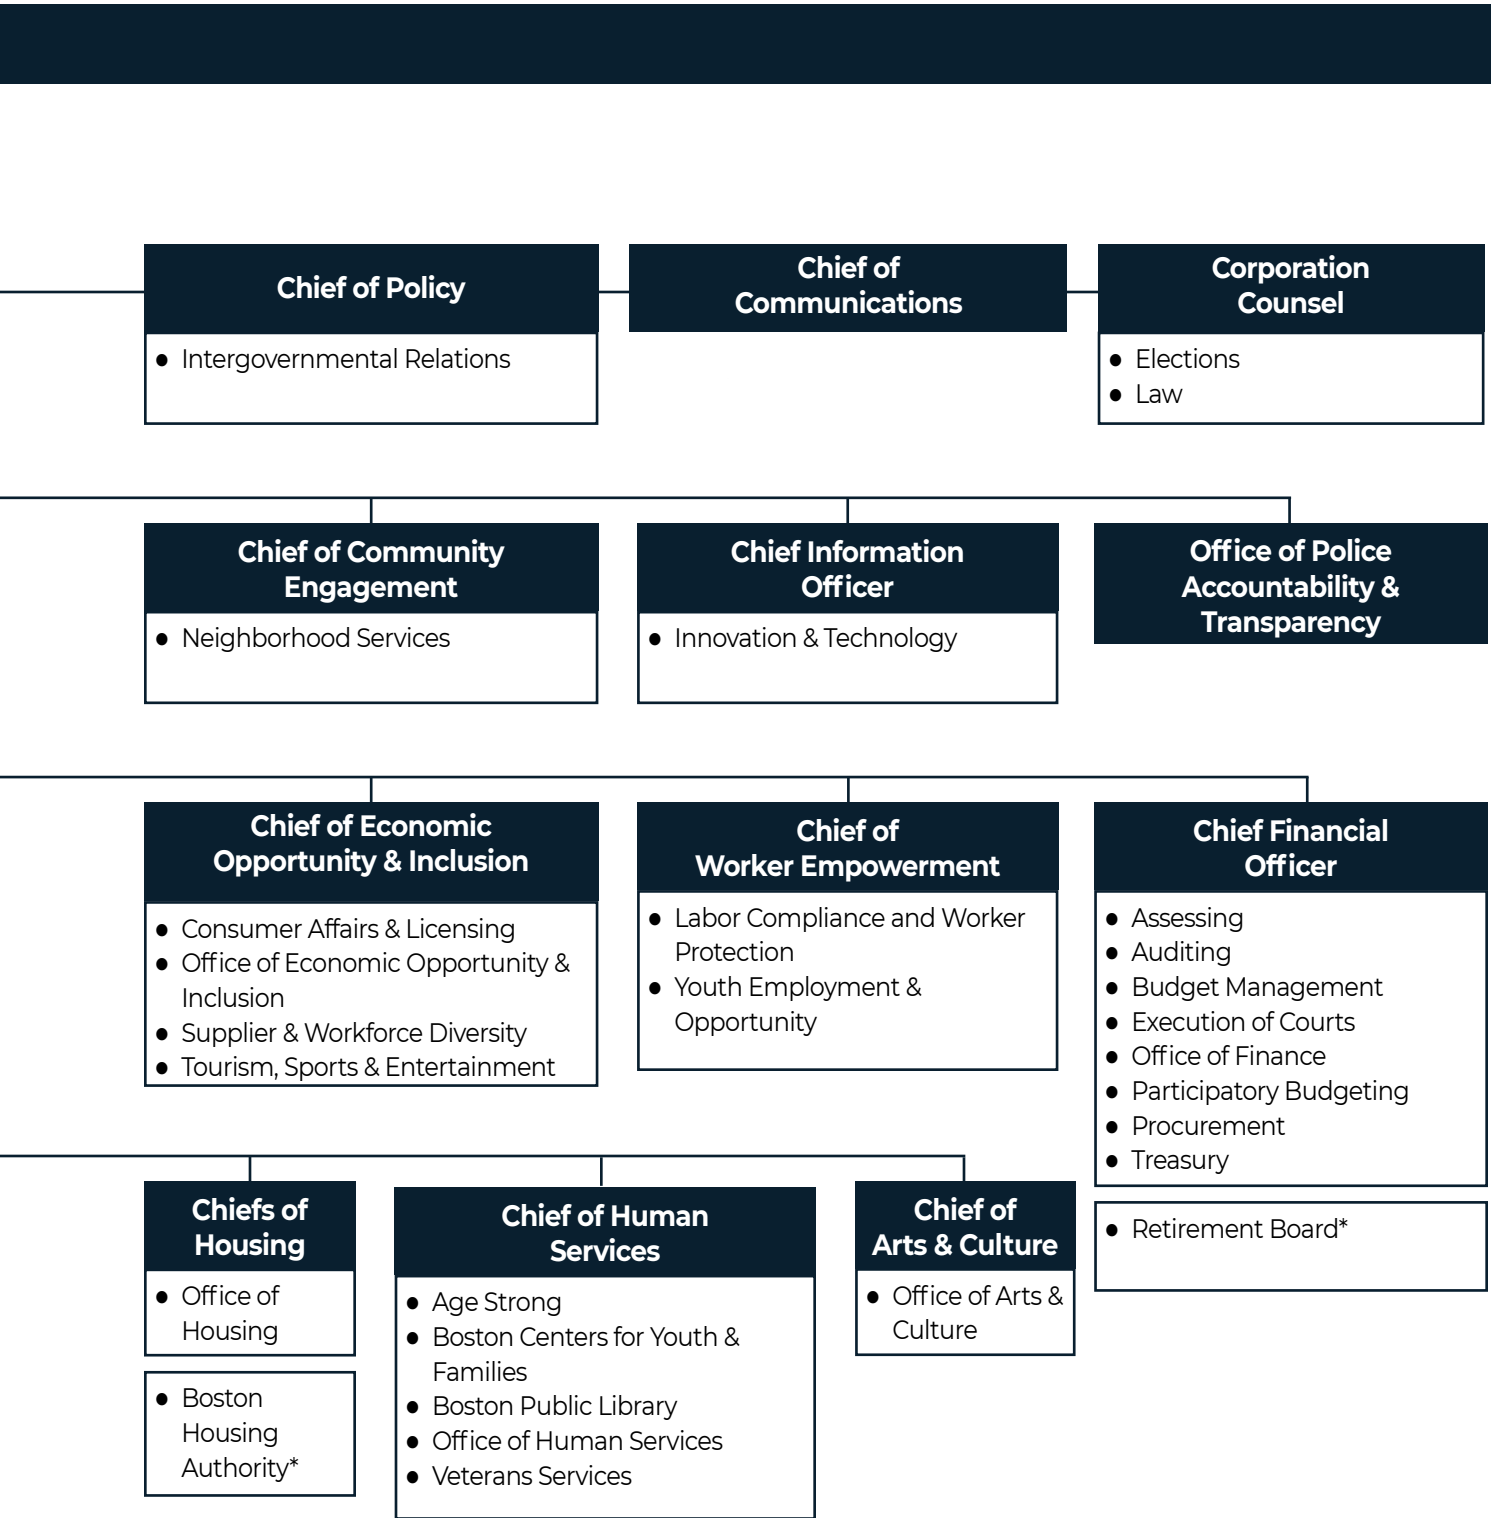 Chief of Policy
● Intergovernmental Relations
Chief of
Communications
Corporation
Counsel
● Elections
● Law
Chief of Community
Engagement
● Neighborhood Services
Chief Information
Officer
● Innovation & Technology
Office of Police
Accountability &
Transparency
Chief of Economic
Opportunity & Inclusion
● Consumer Affairs & Licensing
● Office of Economic Opportunity &
Inclusion
● Supplier & Workforce Diversity
● Tourism, Sports & Entertainment
Chief of
Worker Empowerment
● Labor Compliance and Worker
Protection
● Youth Employment &
Opportunity
Chief Financial
Officer
● Assessing
● Auditing
● Budget Management
● Execution of Courts
● Office of Finance
● Participatory Budgeting
● Procurement
● Treasury
● Retirement Board*
Chiefs of
Housing
● Office of
Housing
● Boston
Housing
Authority*
Chief of Human
Services
● Age Strong
● Boston Centers for Youth &
Families
● Boston Public Library
● Office of Human Services
● Veterans Services
Chief of
Arts & Culture
● Office of Arts &
Culture